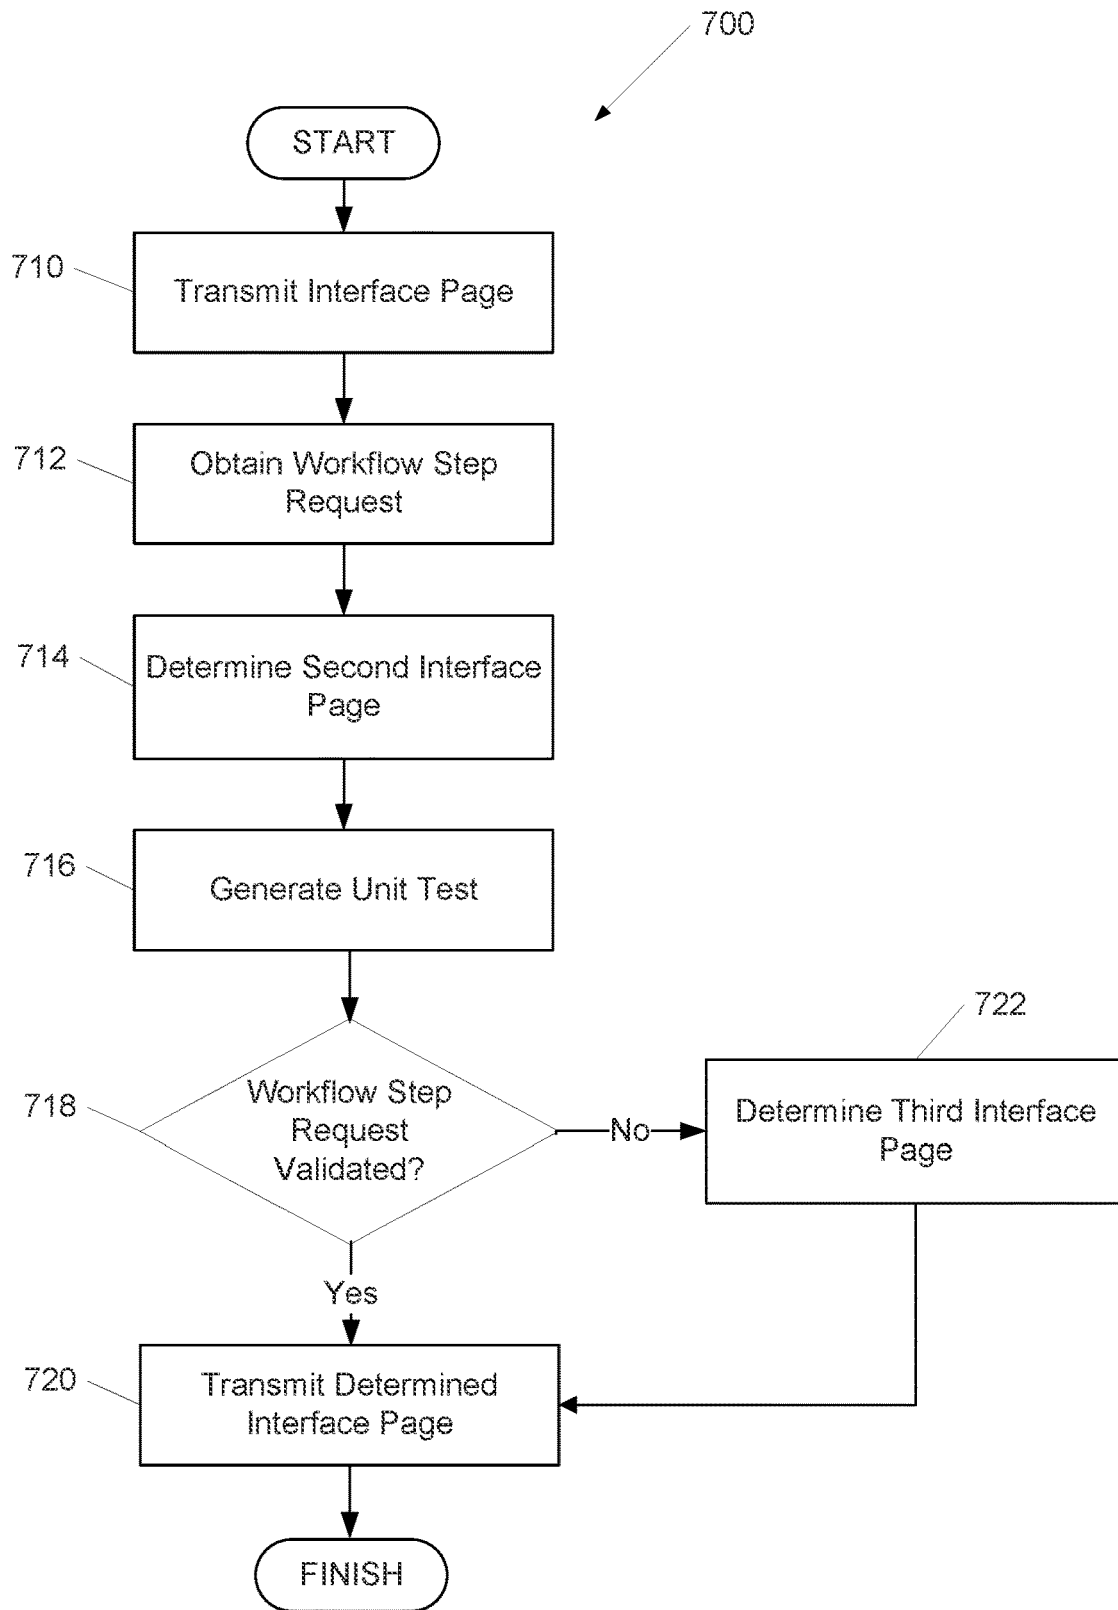 700
START
710
Transmit Interface Page
712
Obtain Workflow Step
Request
714
Determine Second Interface
Page
716
Generate Unit Test
718
Workflow Step
Request
Validated?
No
722
Determine Third Interface
Page
Yes
720
Transmit Determined
Interface Page
FINISH